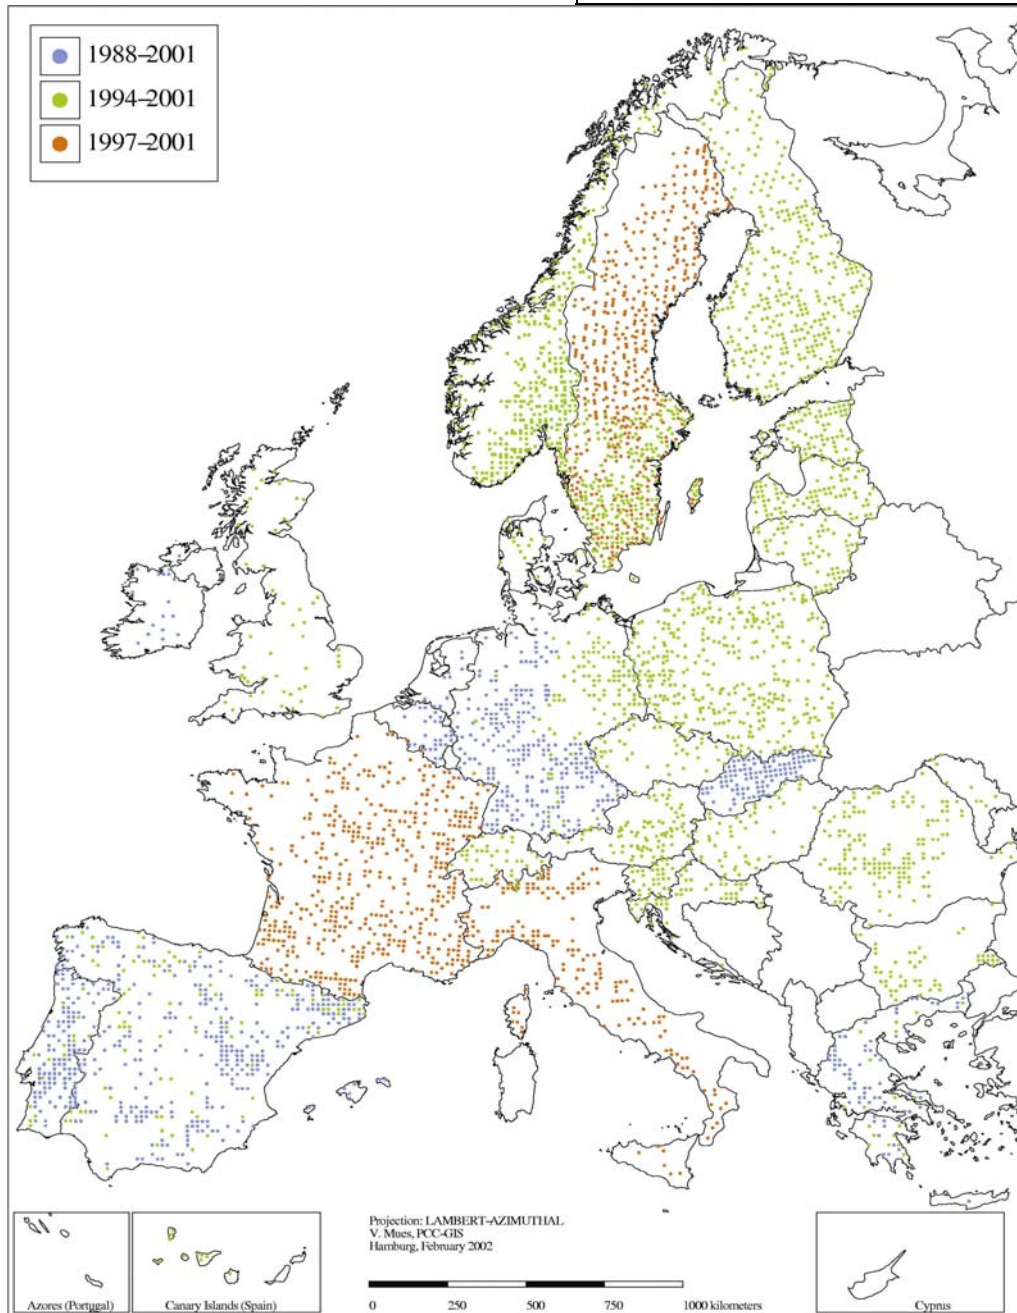 1988–2001
1994–2001
1997–2001
Projection: LAMBERT-AZIMUTHAL
V. Mues, PCC-GIS
Hamburg, February 2002
0 250 500 750 1000 kilometers
Azores (Portugal)
Canary Islands (Spain)
Cyprus